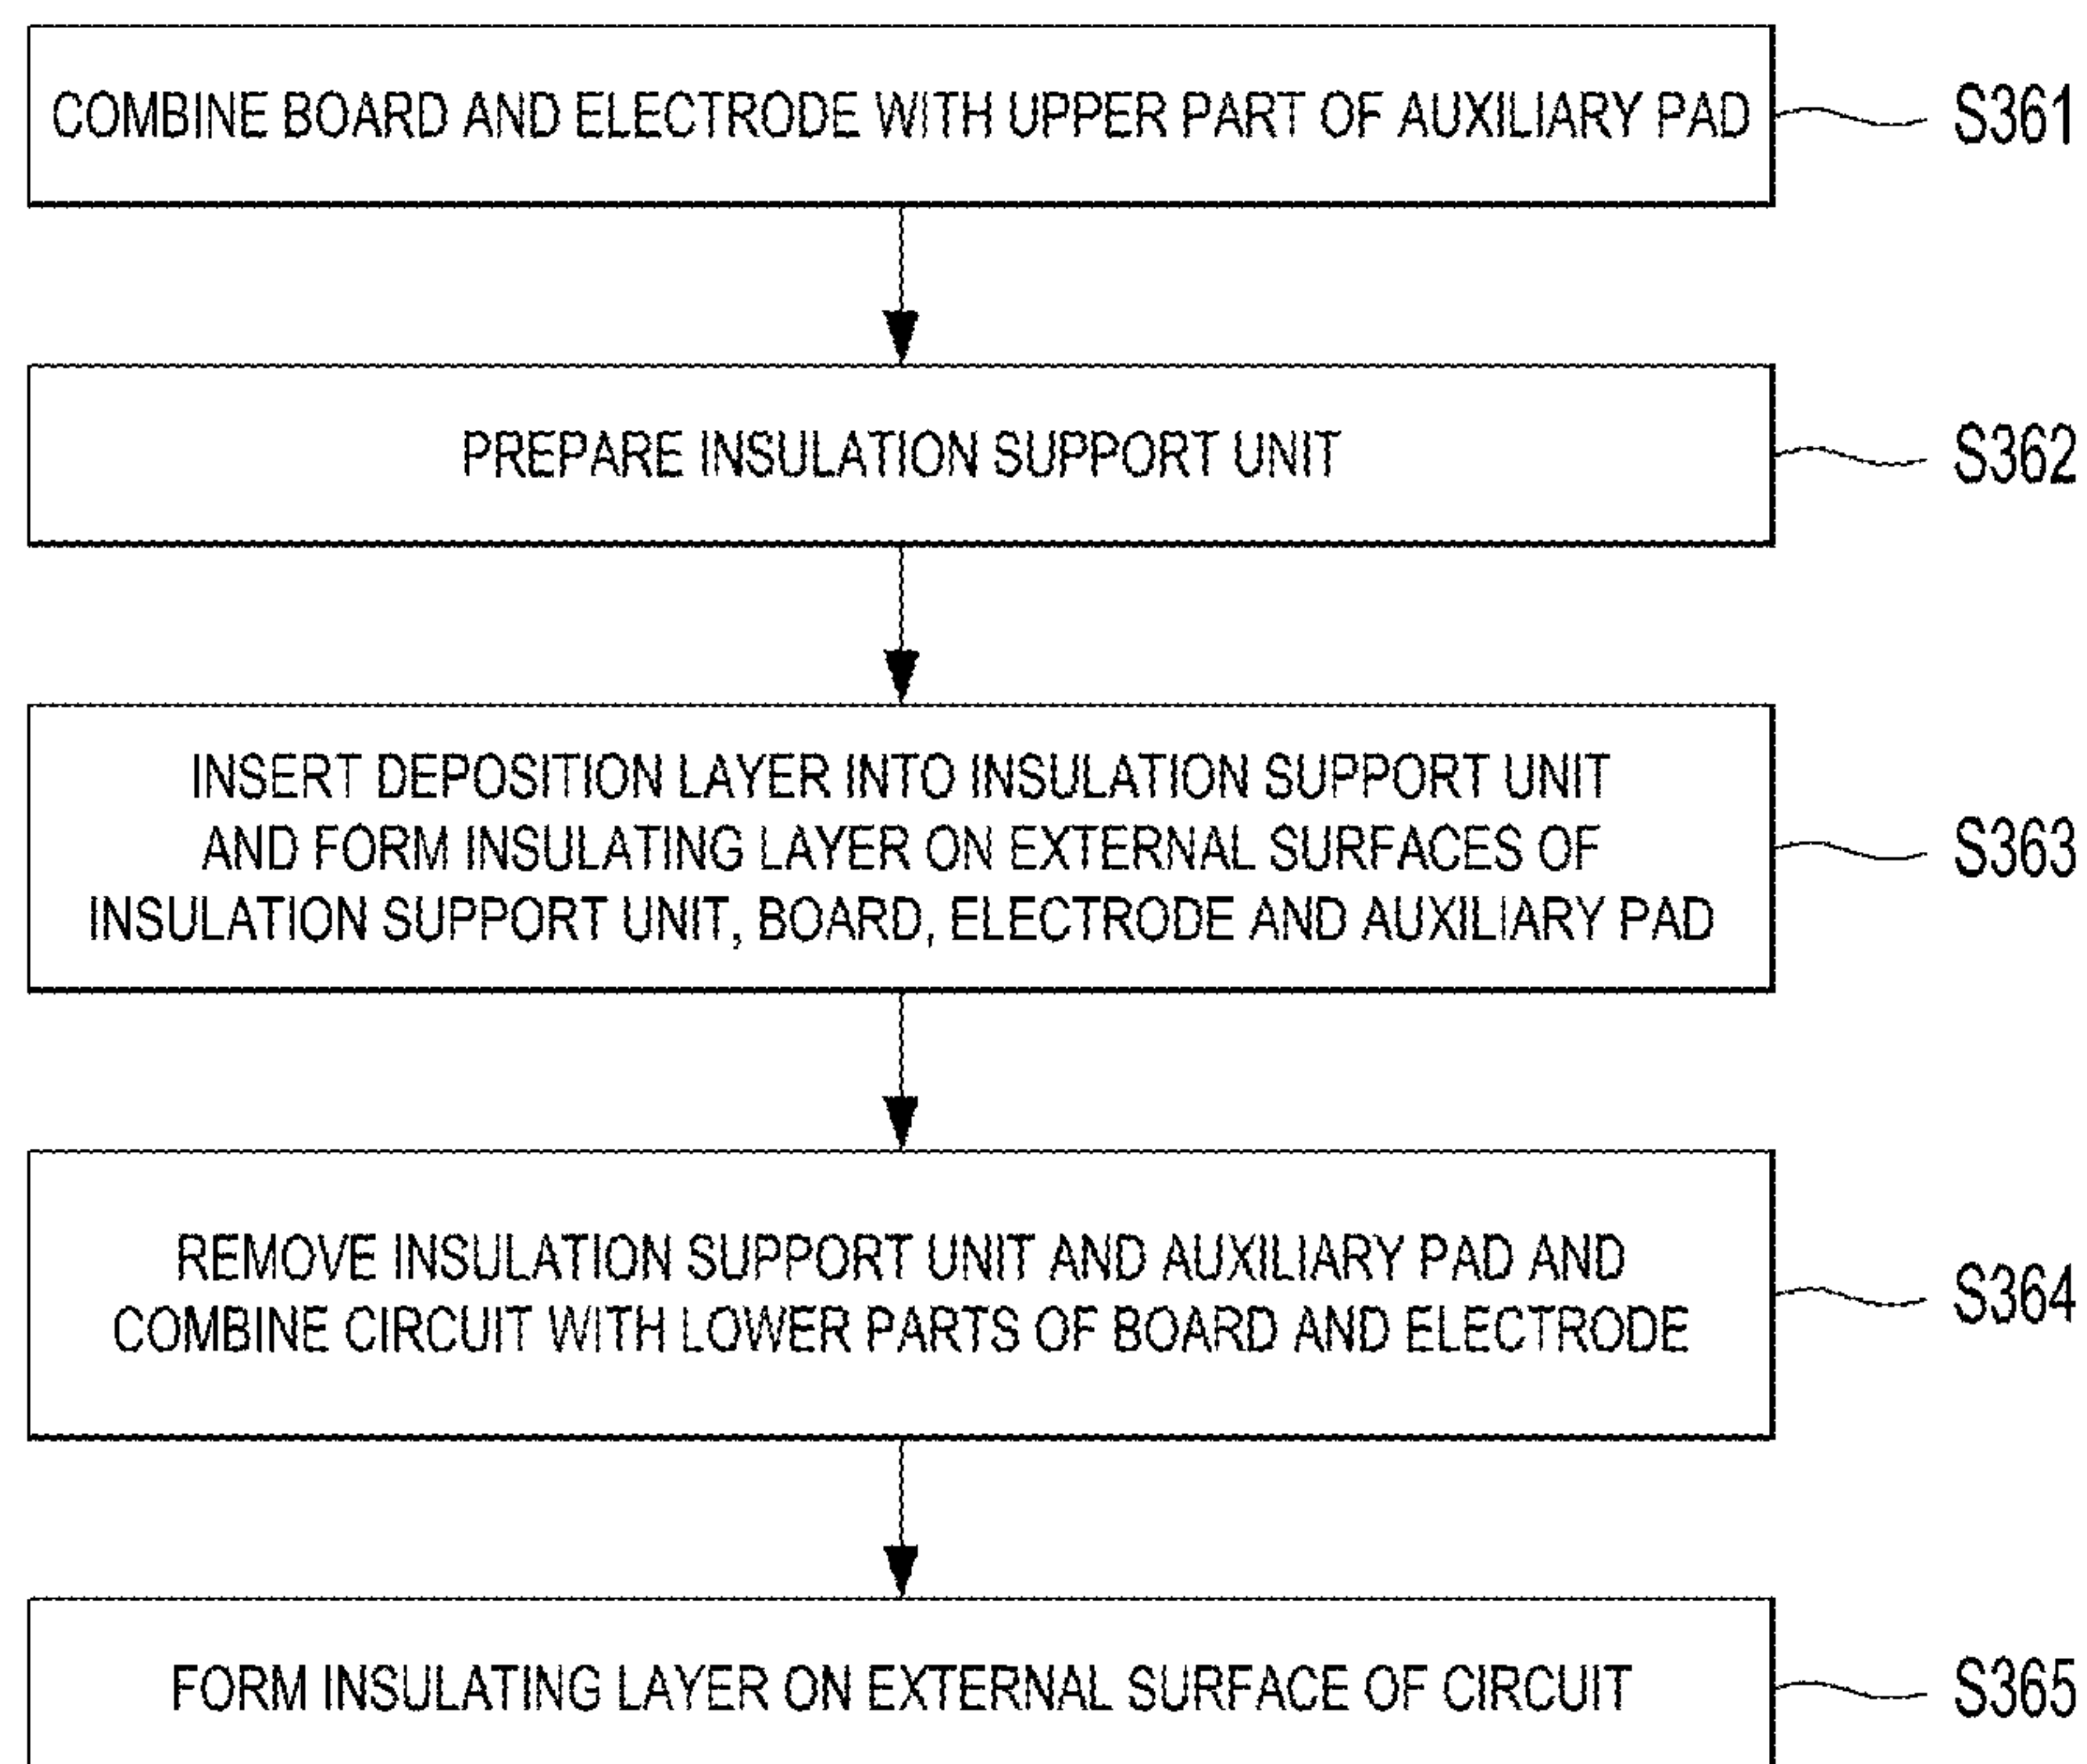 COMBINE BOARD AND ELECTRODE WITH UPPER PART OF AUXILIARY PAD
S361
PREPARE INSULATION SUPPORT UNIT
S362
INSERT DEPOSITION LAYER INTO INSULATION SUPPORT UNIT
AND FORM INSULATING LAYER ON EXTERNAL SURFACES OF
INSULATION SUPPORT UNIT, BOARD, ELECTRODE AND AUXILIARY PAD
S363
REMOVE INSULATION SUPPORT UNIT AND AUXILIARY PAD AND
COMBINE CIRCUIT WITH LOWER PARTS OF BOARD AND ELECTRODE
S364
FORM INSULATING LAYER ON EXTERNAL SURFACE OF CIRCUIT
S365